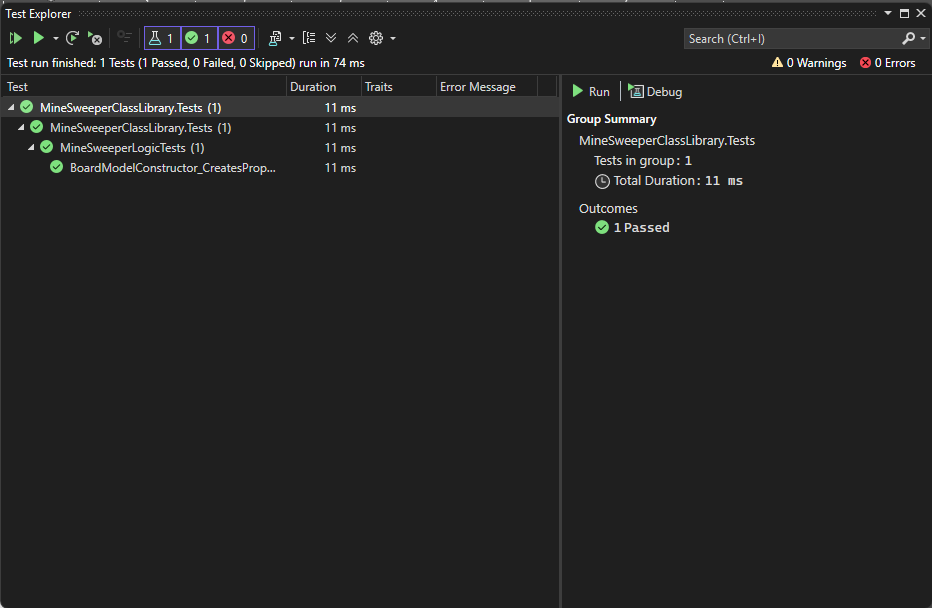 Test Explorer
1 1 0
Search (Ctrl+I)
Test run finished: 1 Tests (1 Passed, 0 Failed, 0 Skipped) run in 74 ms
0 Warnings 0 Errors
Test Duration Traits Error Message
MineSweeperClassLibrary.Tests (1) 11 ms
MineSweeperClassLibrary.Tests (1) 11 ms
MineSweeperLogicTests (1) 11 ms
BoardModelConstructor_CreatesProp... 11 ms
Run Debug
Group Summary
MineSweeperClassLibrary.Tests
Tests in group: 1
Total Duration: 11 ms
Outcomes
1 Passed